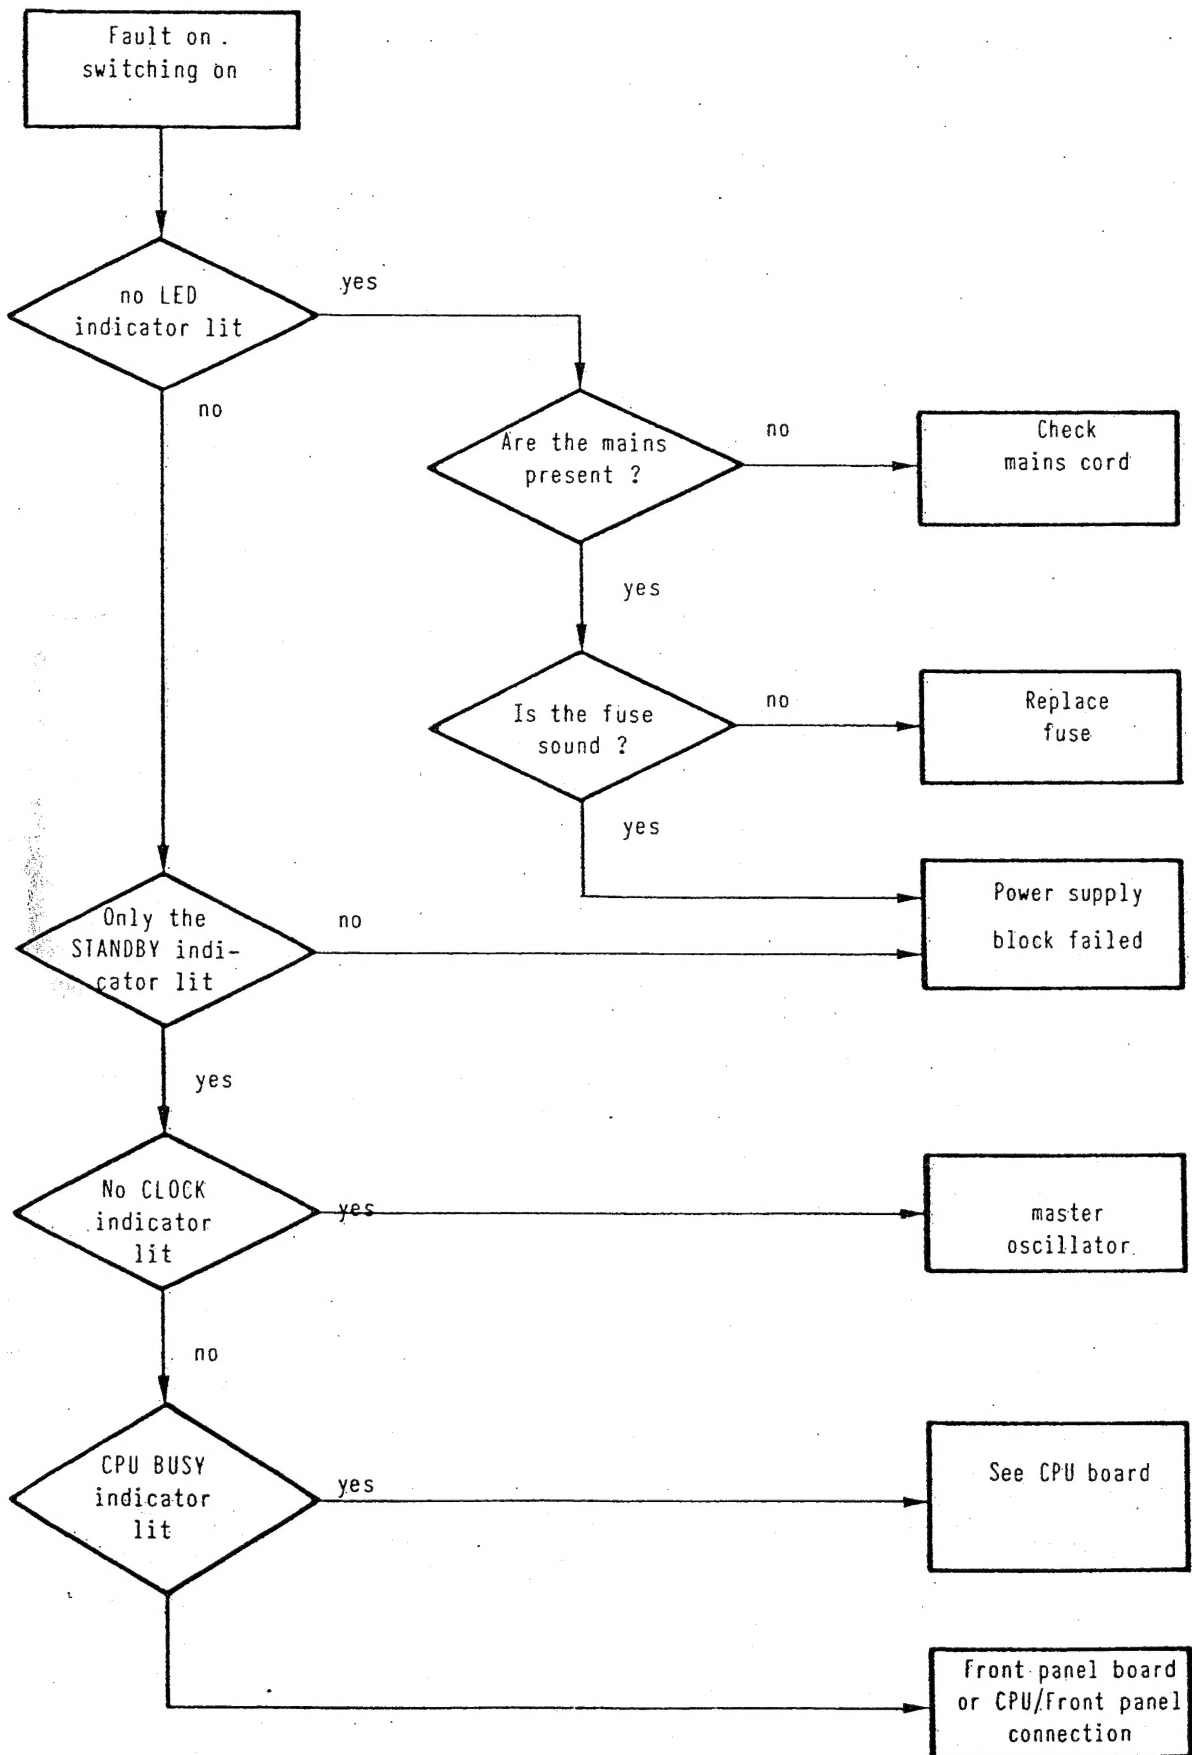 Fault on
switching on
no LED
indicator lit
yes
no
Are the mains
present ?
no
Check
mains cord
yes
Is the fuse
sound ?
no
Replace
fuse
yes
Only the
STANDBY indi-
cator lit
no
Power supply
block failed
yes
No CLOCK
indicator
lit
yes
master
oscillator
no
CPU BUSY
indicator
lit
yes
See CPU board
Front panel board
or CPU/Front panel
connection